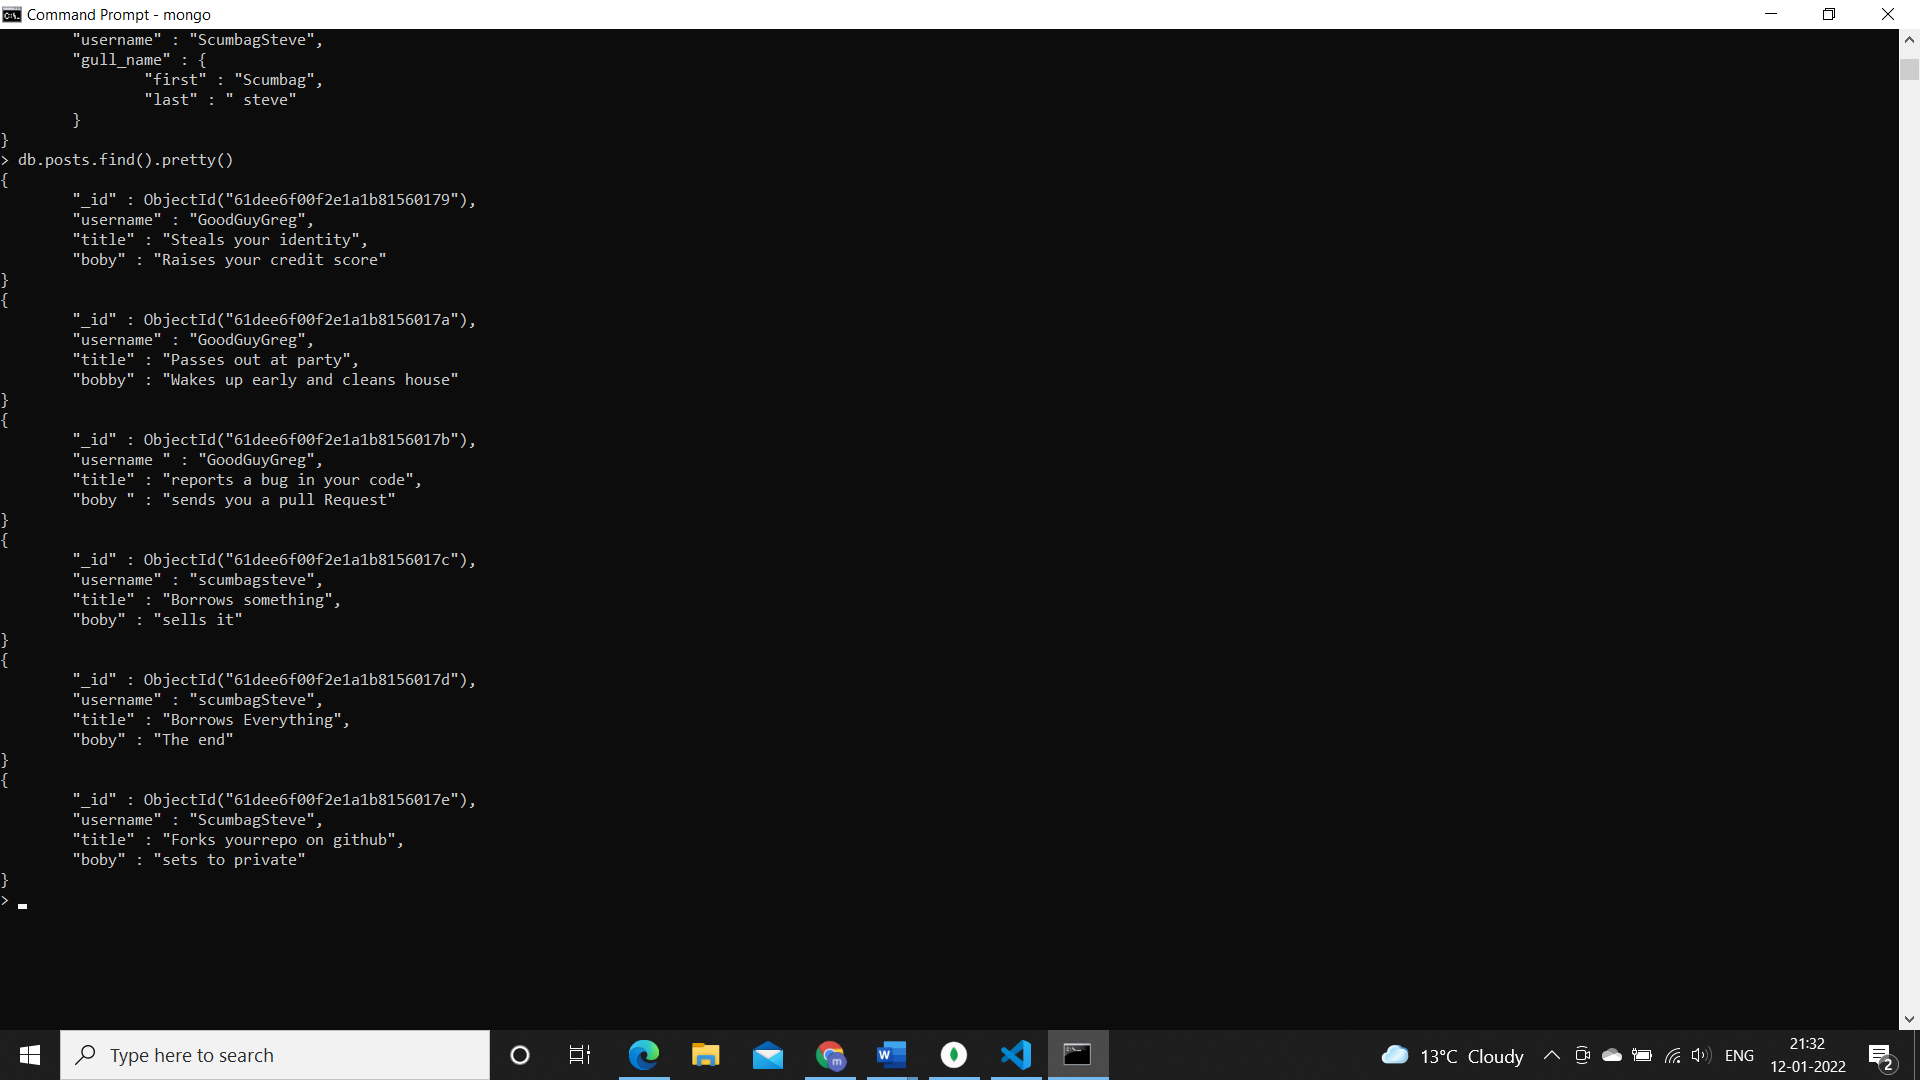 Command Prompt - mongo
"username" : "ScumbagSteve",
"gull_name" : {
"first" : "Scumbag",
"last" : " steve"
}
}
> db.posts.find().pretty()
{
"_id" : ObjectId("61dee6f00f2e1a1b81560179"),
"username" : "GoodGuyGreg",
"title" : "Steals your identity",
"boby" : "Raises your credit score"
}
{
"_id" : ObjectId("61dee6f00f2e1a1b8156017a"),
"username" : "GoodGuyGreg",
"title" : "Passes out at party",
"bobby" : "Wakes up early and cleans house"
}
{
"_id" : ObjectId("61dee6f00f2e1a1b8156017b"),
"username " : "GoodGuyGreg",
"title" : "reports a bug in your code",
"boby " : "sends you a pull Request"
}
{
"_id" : ObjectId("61dee6f00f2e1a1b8156017c"),
"username" : "scumbagsteve",
"title" : "Borrows something",
"boby" : "sells it"
}
{
"_id" : ObjectId("61dee6f00f2e1a1b8156017d"),
"username" : "scumbagSteve",
"title" : "Borrows Everything",
"boby" : "The end"
}
{
"_id" : ObjectId("61dee6f00f2e1a1b8156017e"),
"username" : "ScumbagSteve",
"title" : "Forks yourrepo on github",
"boby" : "sets to private"
}
>
Type here to search
13°C Cloudy
ENG
21:32
12-01-2022
2